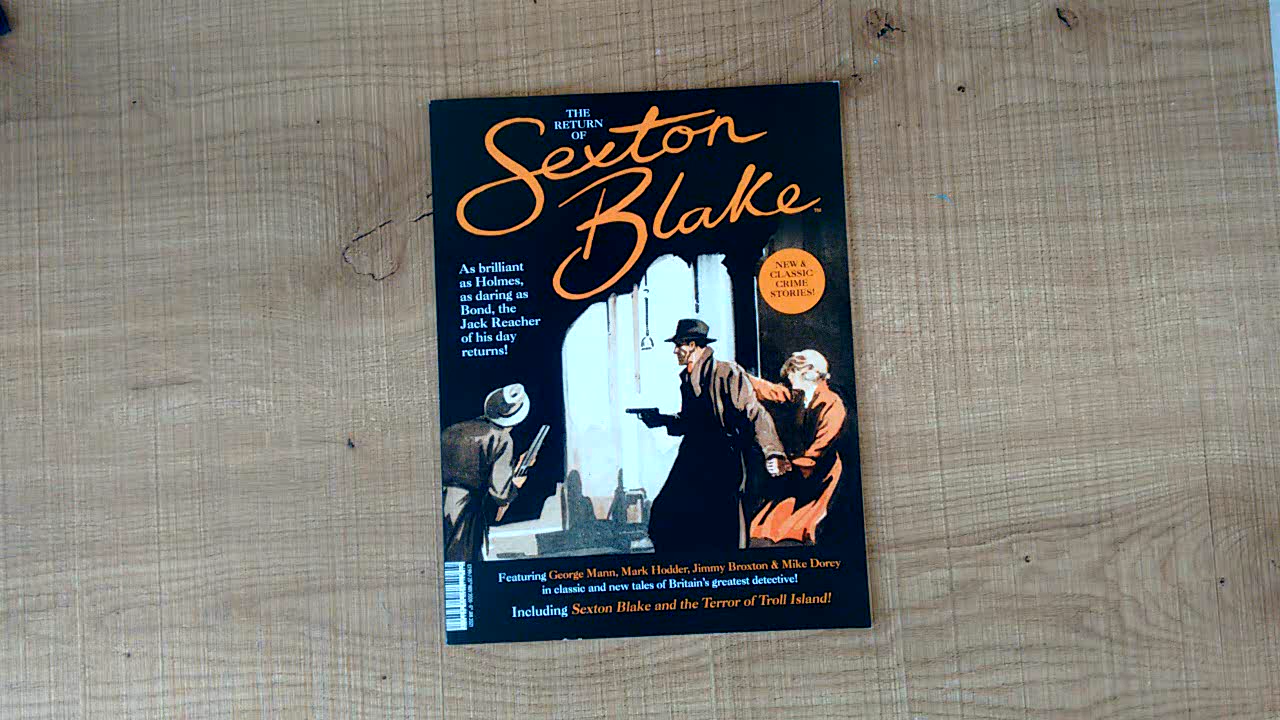 THE
RETURN
OF
Sexton
Blake™
As brilliant
as Holmes,
as daring as
Bond, the
Jack Reacher
of his day
returns!
NEW &
CLASSIC
CRIME
STORIES!
Featuring George Mann, Mark Hodder, Jimmy Broxton & Mike Dorey
in classic and new tales of Britain's greatest detective!
Including Sexton Blake and the Terror of Troll Island!